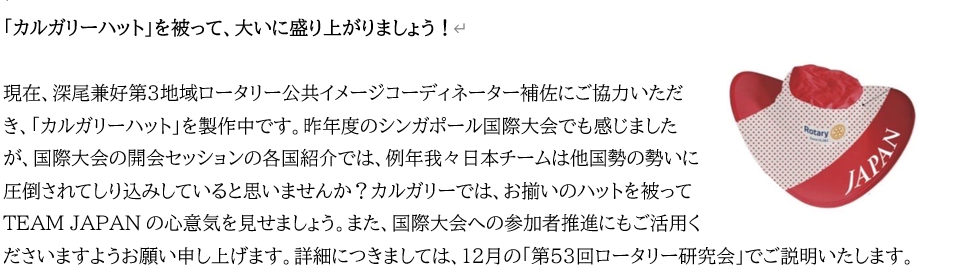 「カルガリーハット」を被って、大いに盛り上がりましょう！↵
現在、深尾兼好第3地域ロータリー公共イメージコーディネーター補佐にご協力いただ
き、「カルガリーハット」を製作中です。昨年度のシンガポール国際大会でも感じました
が、国際大会の開会セッションの各国紹介では、例年我々日本チームは他国勢の勢いに
圧倒されてしり込みしていると思いませんか？カルガリーでは、お揃いのハットを被って
TEAM JAPAN の心意気を見せましょう。また、国際大会への参加者推進にもご活用く
ださいますようお願い申し上げます。詳細につきましては、12月の「第53回ロータリー研究会」でご説明いたします。
Rotary
JAPAN